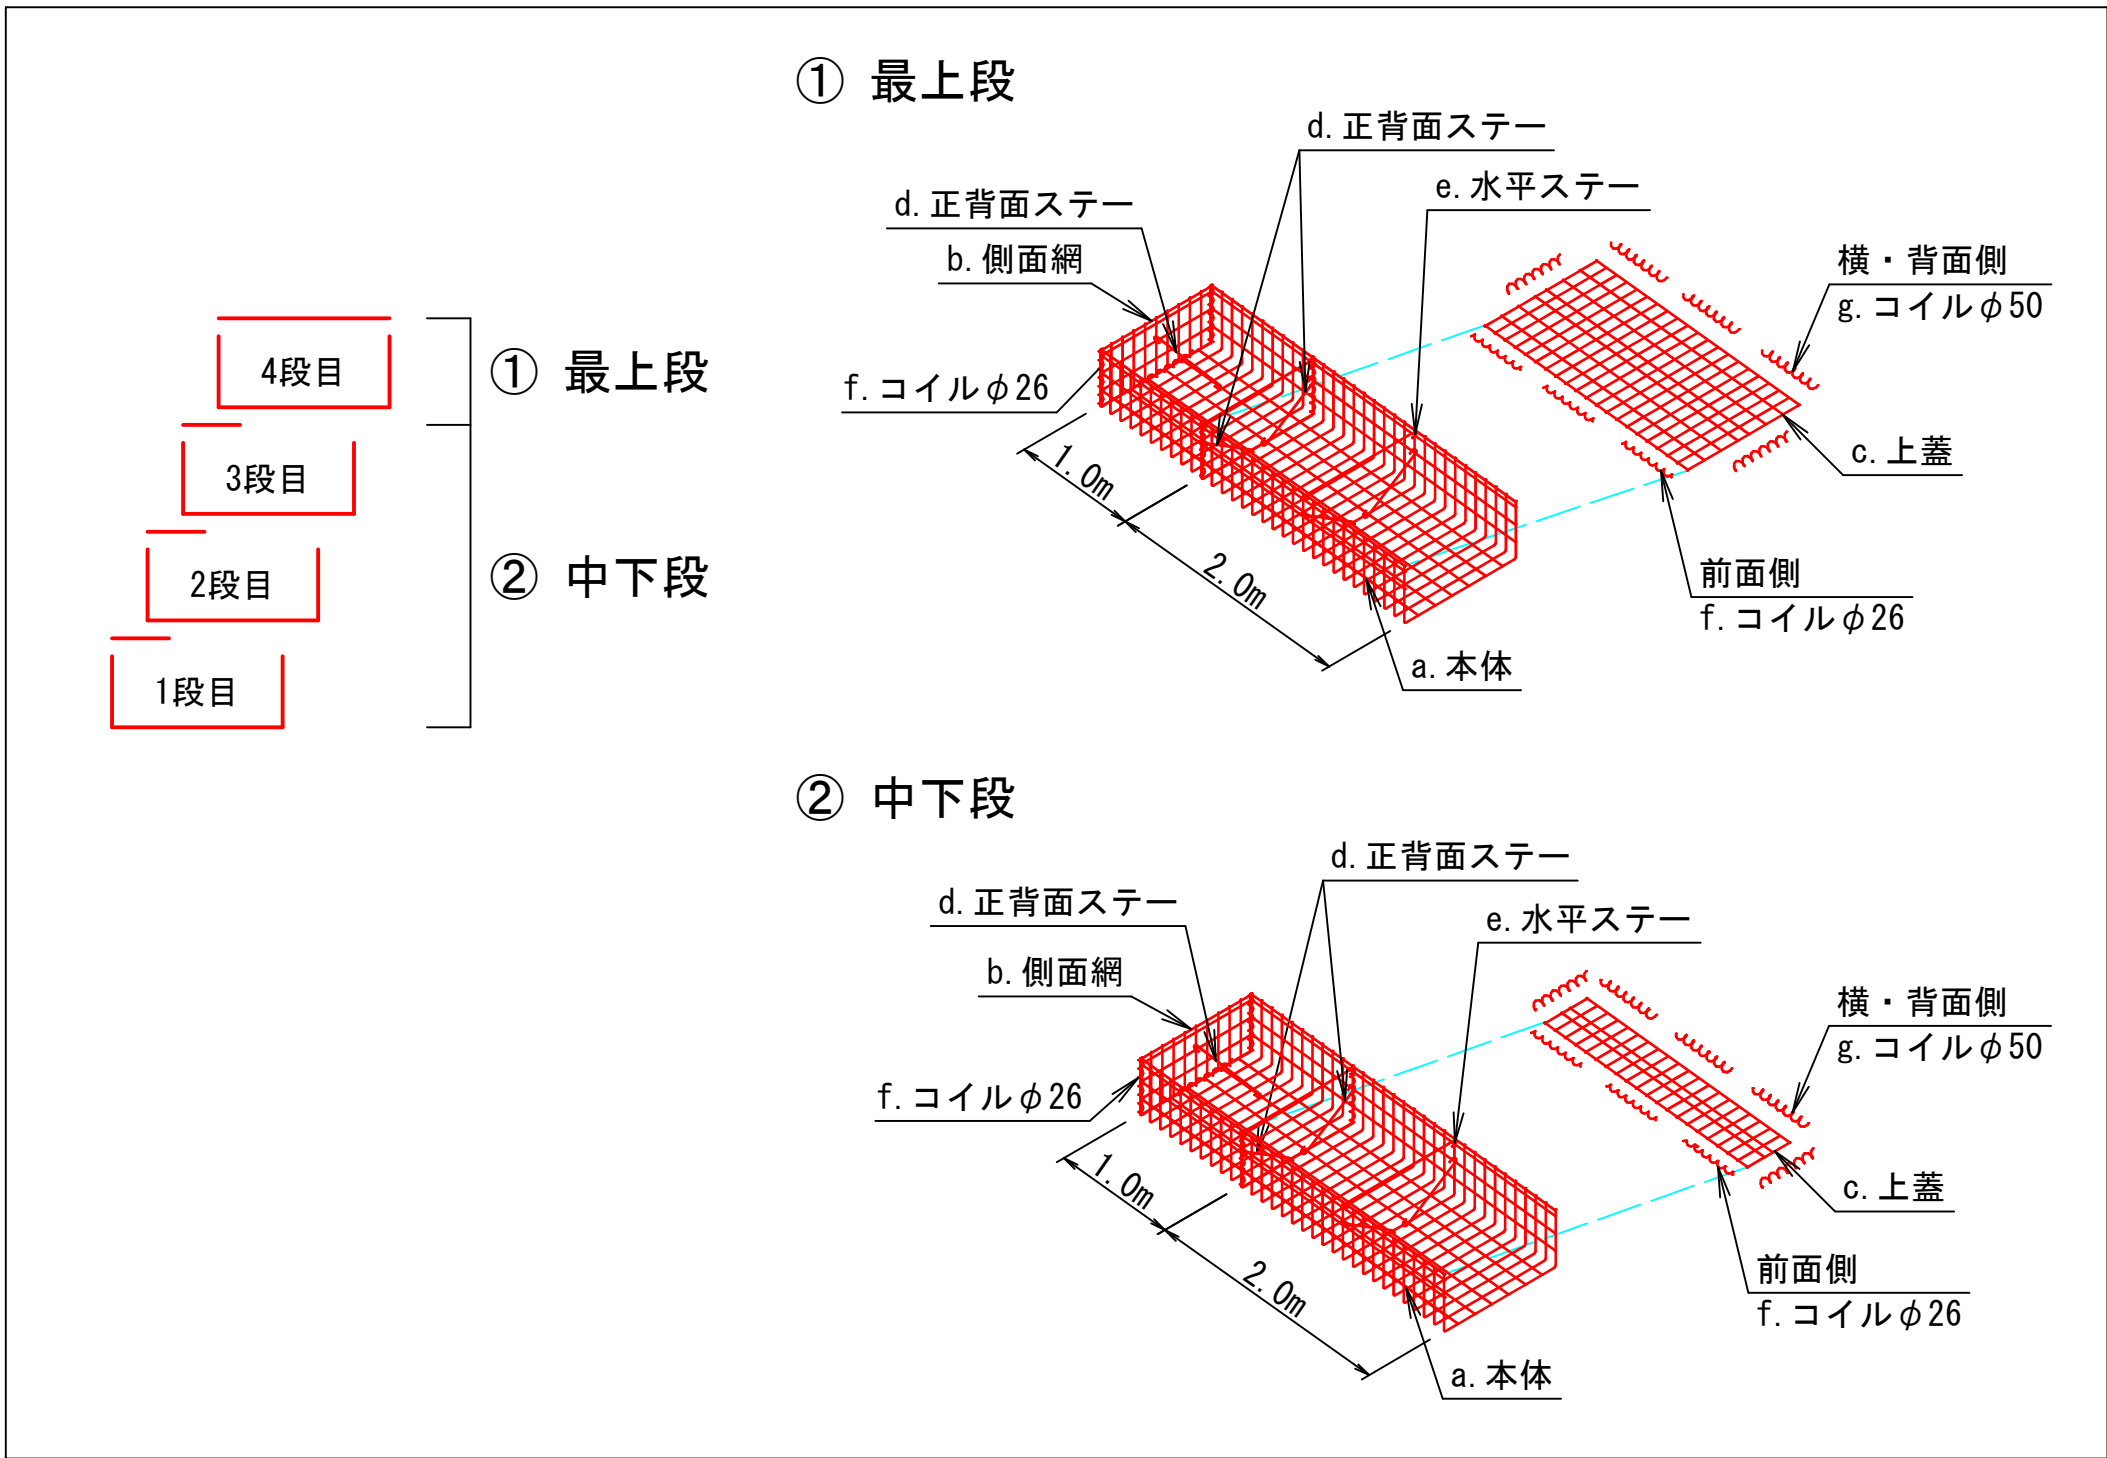 4段目
3段目
2段目
1段目
① 最上段
② 中下段
① 最上段
d.正背面ステー
e.水平ステー
d.正背面ステー
b.側面網
横・背面側
g.コイルφ50
f.コイルφ26
c.上蓋
1.0m
2.0m
前面側
f.コイルφ26
a.本体
② 中下段
d.正背面ステー
d.正背面ステー
e.水平ステー
b.側面網
横・背面側
g.コイルφ50
f.コイルφ26
c.上蓋
1.0m
2.0m
前面側
f.コイルφ26
a.本体